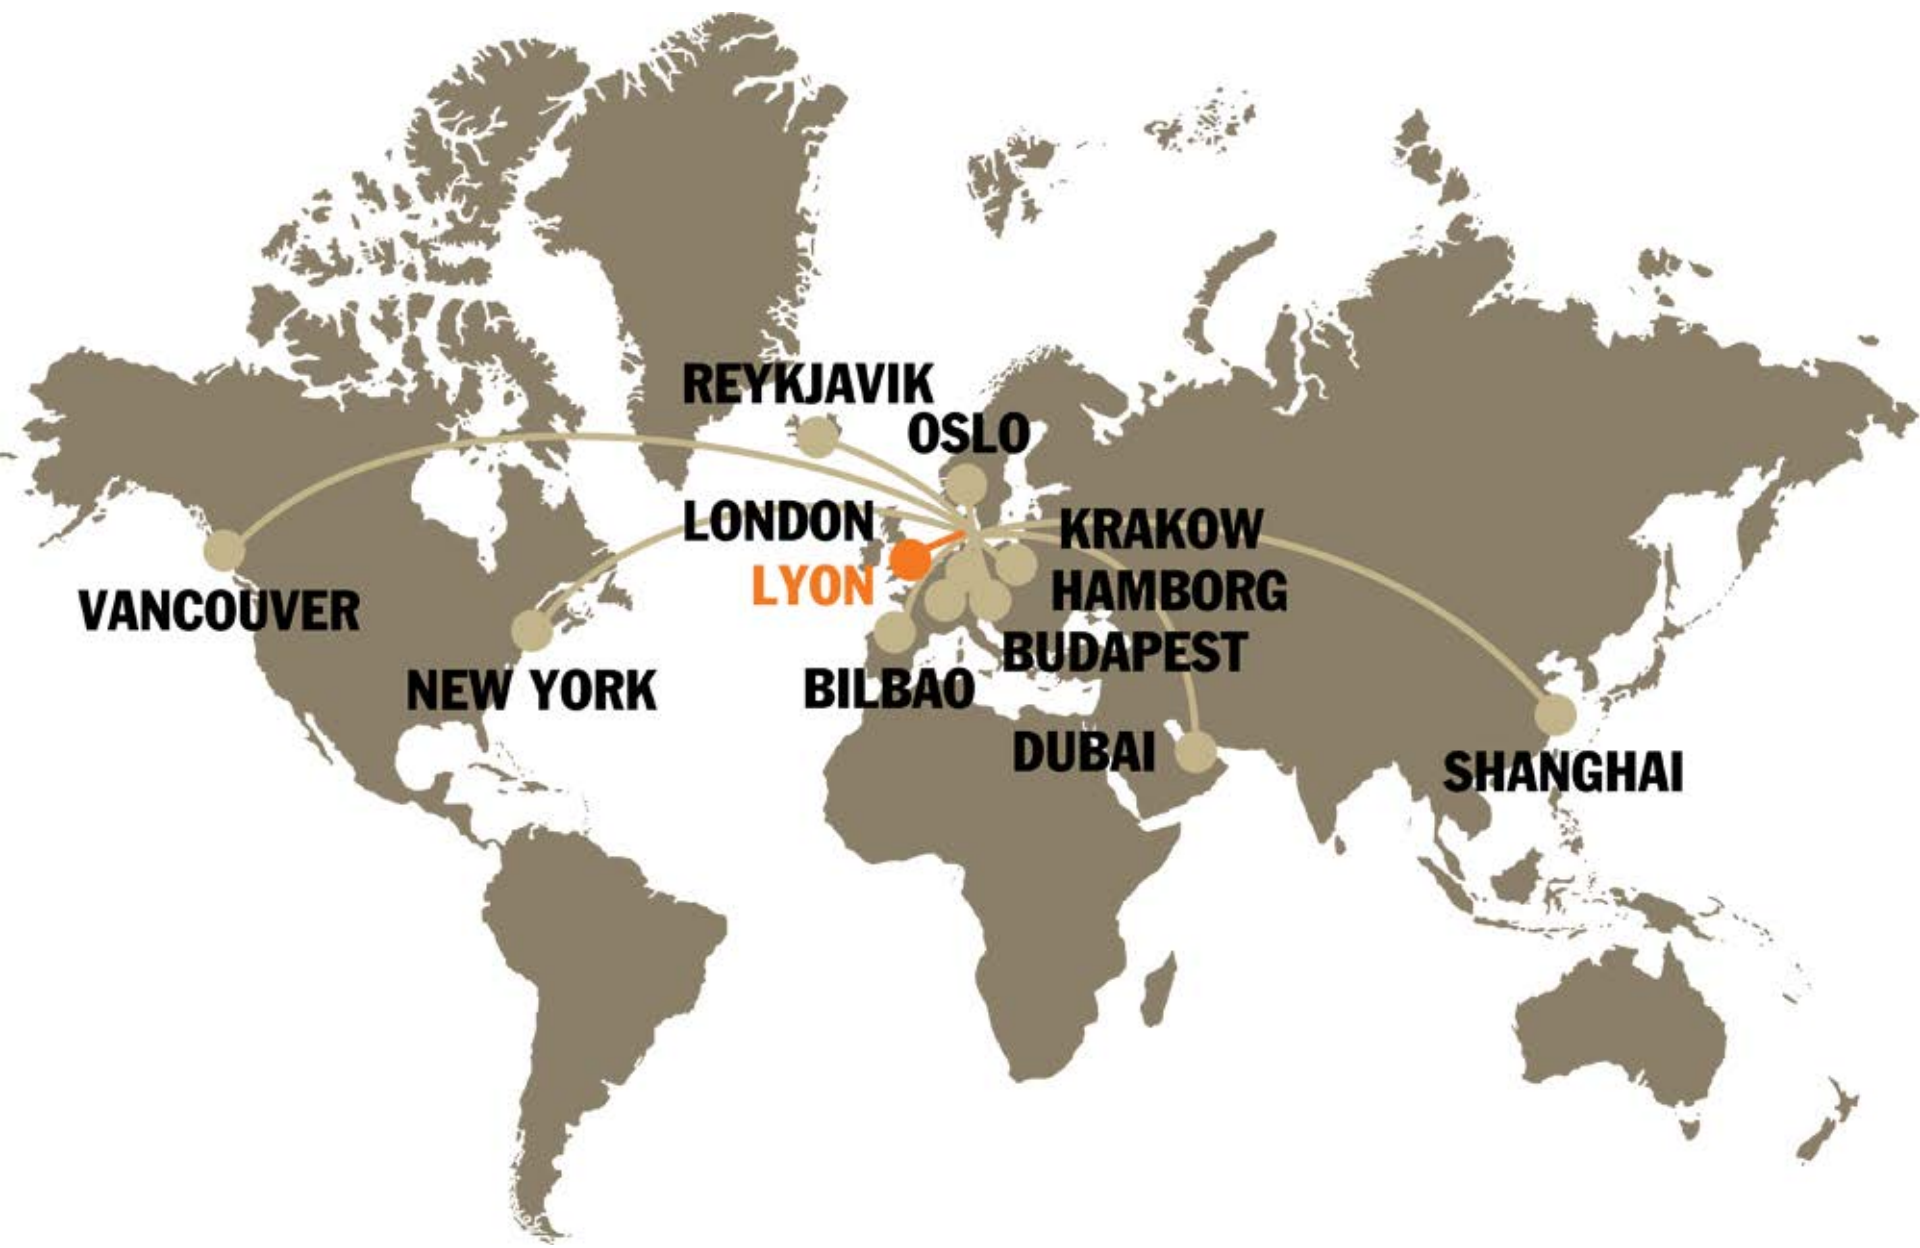 REYKJAVIK
OSLO
LONDON
KRAKOW
LYON
HAMBORG
VANCOUVER
BUDAPEST
NEW YORK
BILBAO
DUBAI
SHANGHAI